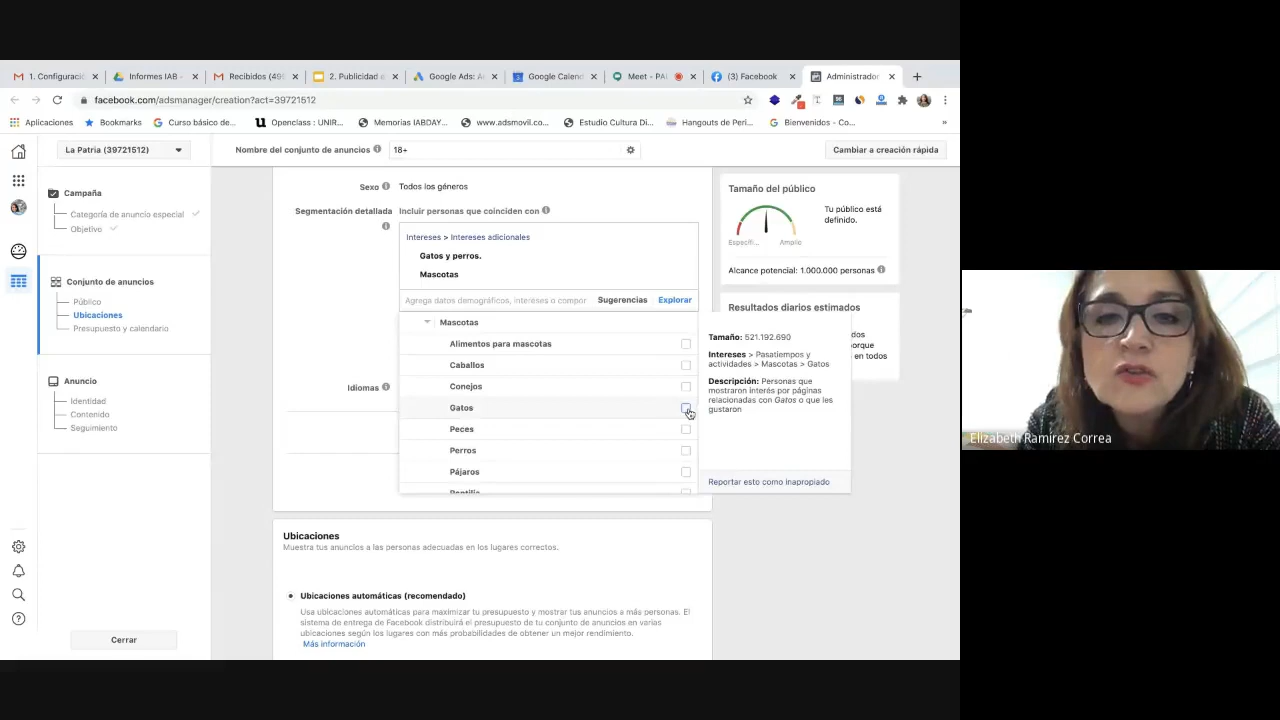 1. Configuraci
Informes IAB -
Recibidos (499
2. Publicidad e
Google Ads: A
Google Calen
Meet - PAU
(3) Facebook
Administrador
facebook.com/adsmanager/creation?act=39721512
Aplicaciones
Bookmarks
Curso básico de...
Openclass : UNIR...
Memorias IABDAY...
www.adsmovil.co...
Estudio Cultura Di...
Hangouts de Peri...
Bienvenidos - Co...
»
La Patria (39721512)
Nombre del conjunto de anuncios
18+
Cambiar a creación rápida
Campaña
Categoría de anuncio especial
Objetivo
Conjunto de anuncios
Público
Ubicaciones
Presupuesto y calendario
Anuncio
Identidad
Contenido
Seguimiento
Cerrar
Sexo
Todos los géneros
Segmentación detallada
Incluir personas que coinciden con
Intereses > Intereses adicionales
Gatos y perros.
Mascotas
Agrega datos demográficos, intereses o compor
Sugerencias
Explorar
Mascotas
Alimentos para mascotas
Caballos
Conejos
Gatos
Peces
Perros
Pájaros
Reptilia
Idiomas
Tamaño: 521.192.690
Intereses > Pasatiempos y
actividades > Mascotas > Gatos
Descripción: Personas que
mostraron interés por páginas
relacionadas con Gatos o que les
gustaron
Reportar esto como inapropiado
Tamaño del público
Tu público está
definido.
Específi...
Amplio
Alcance potencial: 1.000.000 personas
Resultados diarios estimados
dos
orque
en todos
Ubicaciones
Muestra tus anuncios a las personas adecuadas en los lugares correctos.
Ubicaciones automáticas (recomendado)
Usa ubicaciones automáticas para maximizar tu presupuesto y mostrar tus anuncios a más personas. El
sistema de entrega de Facebook distribuirá el presupuesto de tu conjunto de anuncios en varias
ubicaciones según los lugares con más probabilidades de obtener un mejor rendimiento.
Más información
Elizabeth Ramirez Correa